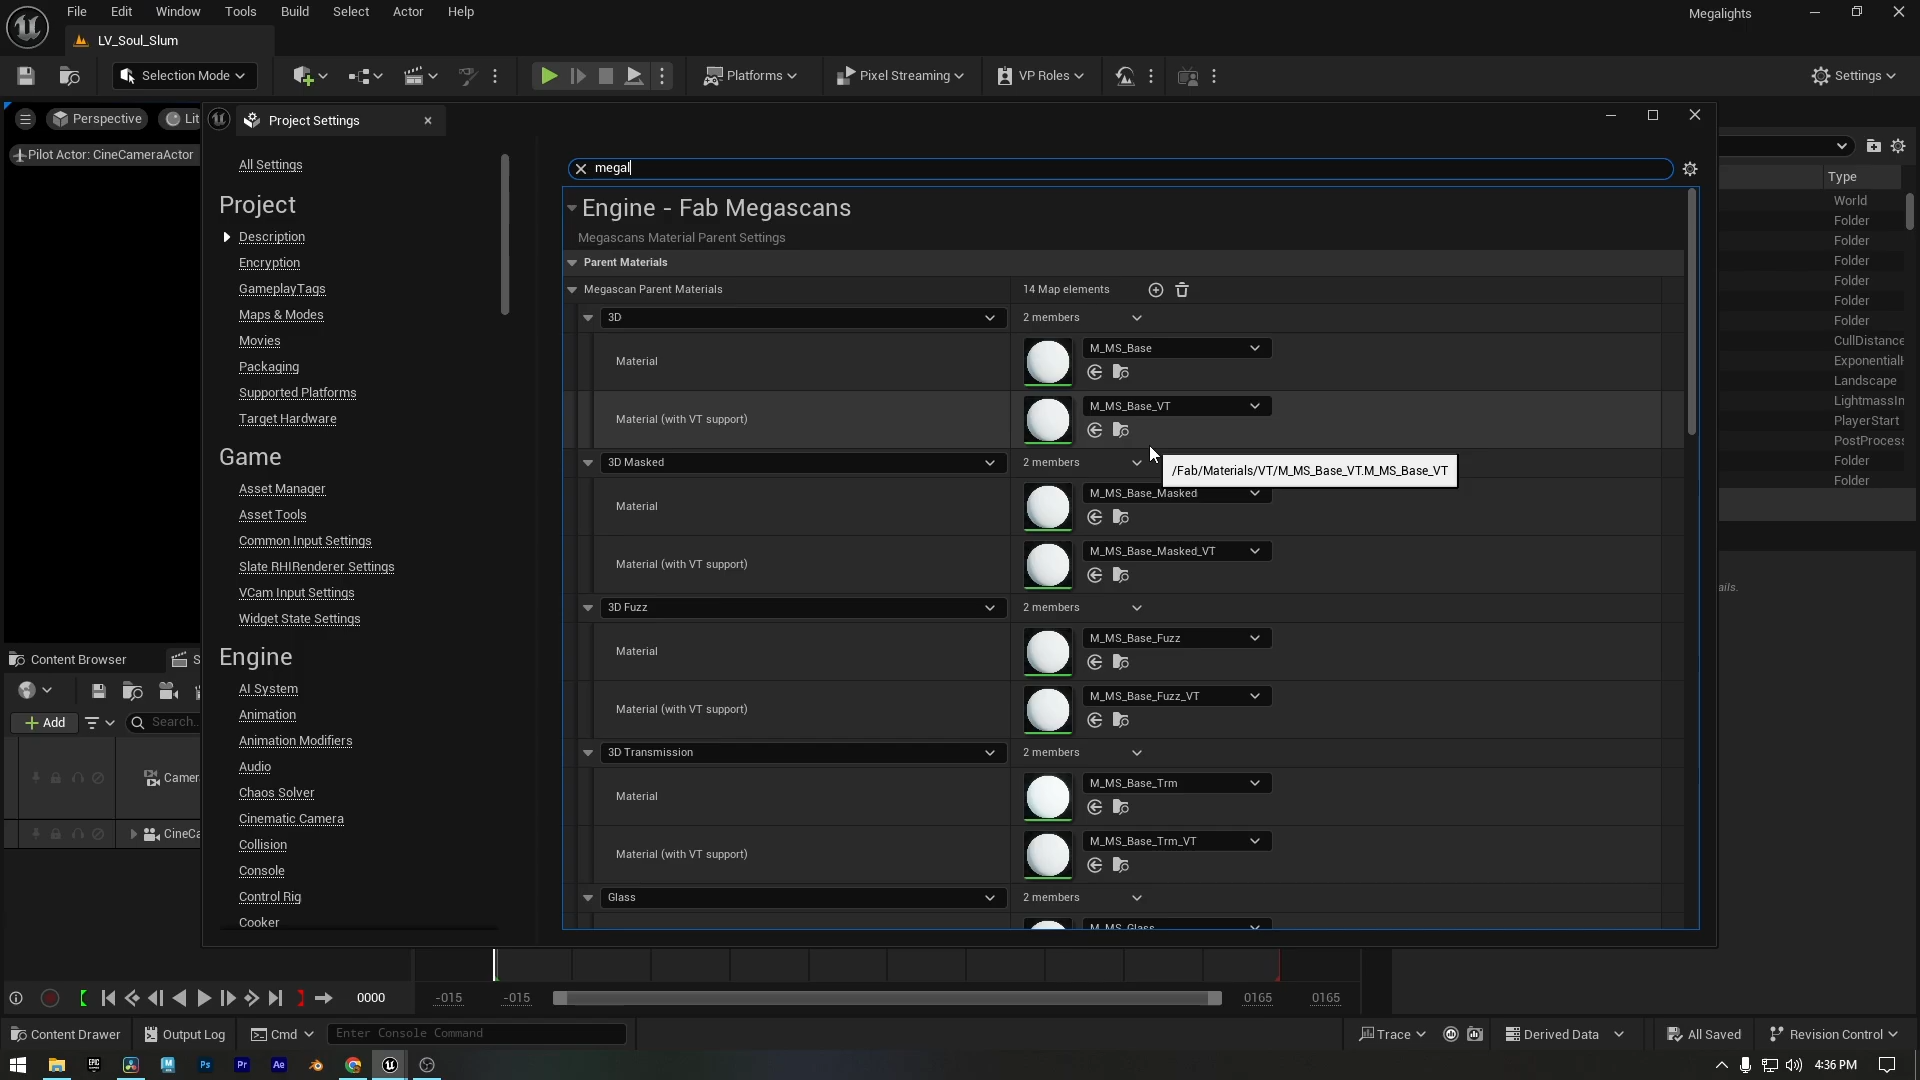 File Edit Window Tools Build Select Actor Help
Megalights
LV_Soul_Slum
Selection Mode
Platforms
Pixel Streaming
VP Roles
Settings
Perspective
Lit
Pilot Actor: CineCameraActor
Project Settings
All Settings
Project
Description
Encryption
GameplayTags
Maps & Modes
Movies
Packaging
Supported Platforms
Target Hardware
Game
Asset Manager
Asset Tools
Common Input Settings
Slate RHIRenderer Settings
VCam Input Settings
Widget State Settings
Engine
AI System
Animation
Animation Modifiers
Audio
Chaos Solver
Cinematic Camera
Collision
Console
Control Rig
Cooker
megal
Engine - Fab Megascans
Megascans Material Parent Settings
Parent Materials
Megascan Parent Materials 14 Map elements
3D 2 members
Material M_MS_Base
Material (with VT support) M_MS_Base_VT
3D Masked 2 members
/Fab/Materials/VT/M_MS_Base_VT.M_MS_Base_VT
Material M_MS_Base_Masked
Material (with VT support) M_MS_Base_Masked_VT
3D Fuzz 2 members
Material M_MS_Base_Fuzz
Material (with VT support) M_MS_Base_Fuzz_VT
3D Transmission 2 members
Material M_MS_Base_Trm
Material (with VT support) M_MS_Base_Trm_VT
Glass 2 members
M_MS_Glass
Type
World
Folder
Folder
Folder
Folder
Folder
Folder
CullDistance
Exponential
Landscape
LightmassIn
PlayerStart
PostProcess
Folder
Folder
ails.
Content Browser S
Add Search
Camer
CineCa
0000 -015 -015 0165 0165
Content Drawer Output Log Cmd Enter Console Command Trace Derived Data All Saved Revision Control
EPIC Ps Pr Ae 4:36 PM